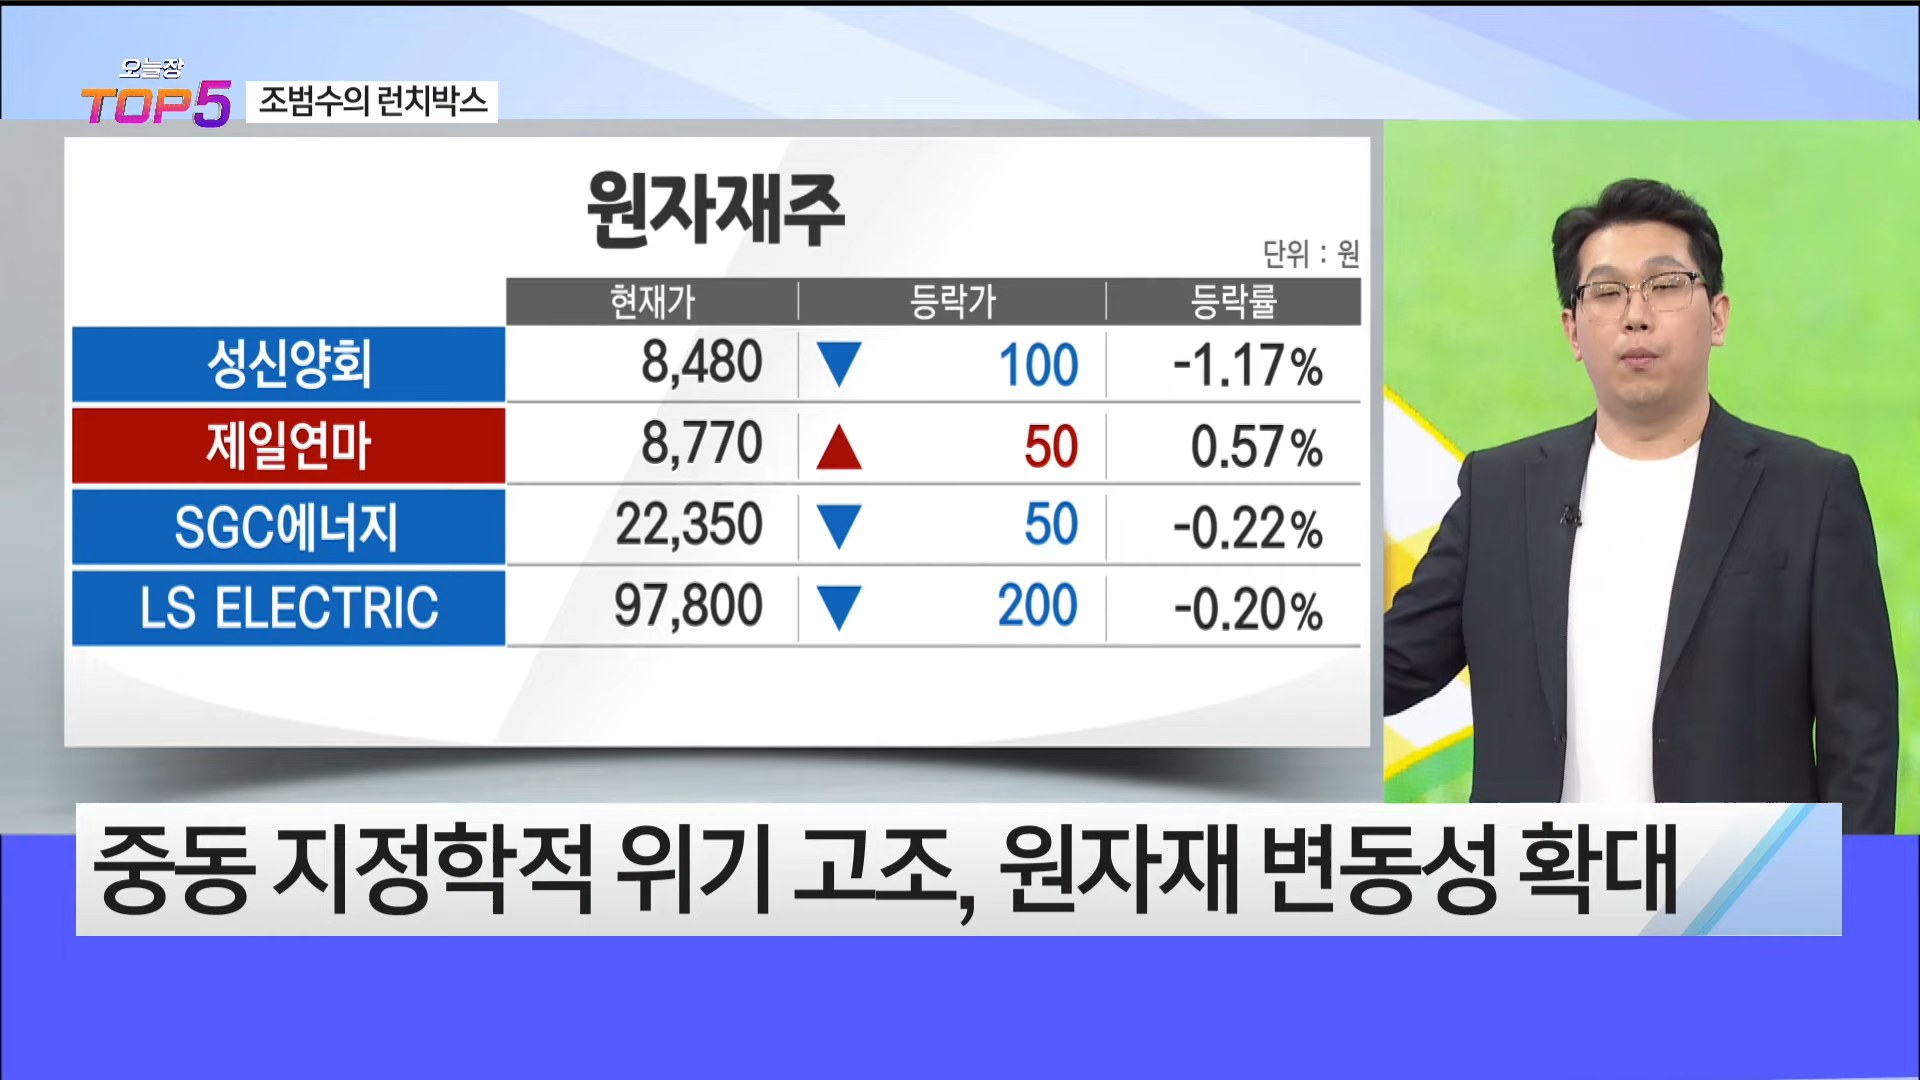 오늘장
TOP5 조범수의 런치박스
원자재주
단위 : 원
현재가 등락가 등락률
성신양회 8,480 ▼ 100 -1.17%
제일연마 8,770 ▲ 50 0.57%
SGC에너지 22,350 ▼ 50 -0.22%
LS ELECTRIC 97,800 ▼ 200 -0.20%
중동 지정학적 위기 고조, 원자재 변동성 확대